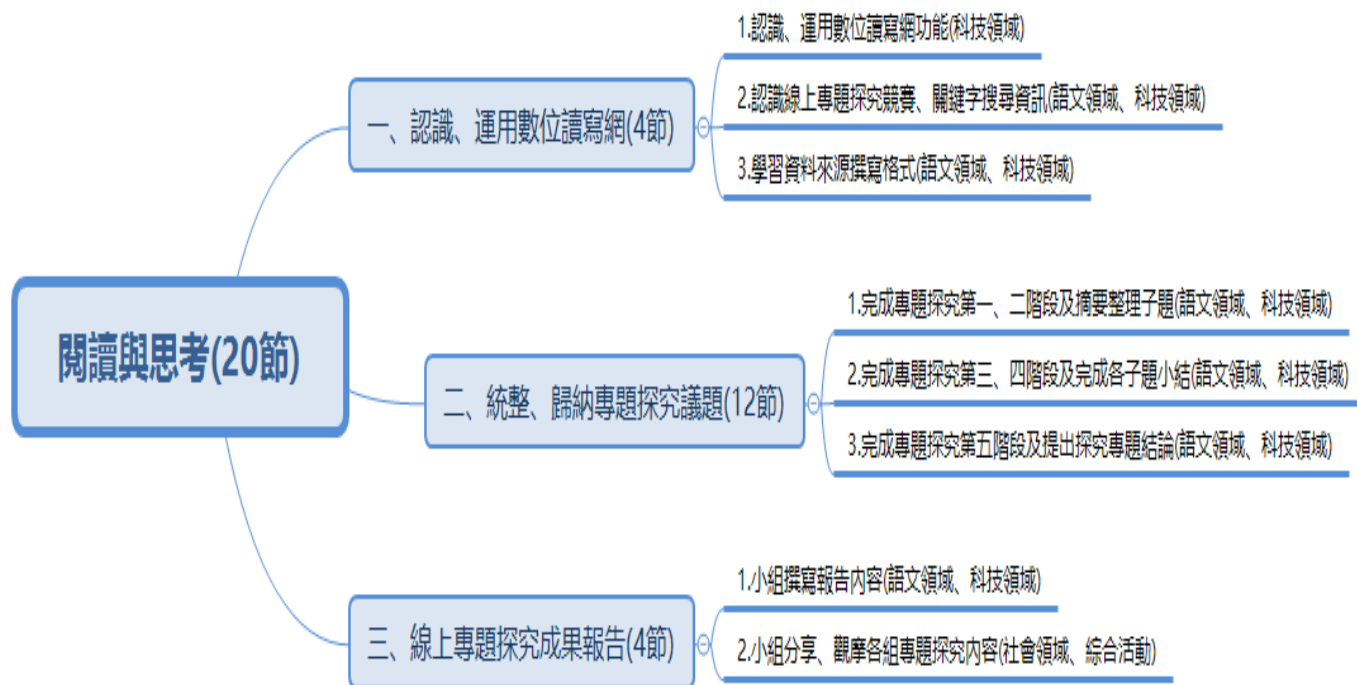 閱讀與思考(20節)
一、認識、運用數位讀寫網(4節)
1.認識、運用數位讀寫網功能(科技領域)
2.認識線上專題探究競賽、關鍵字搜尋資訊(語文領域、科技領域)
3.學習資料來源撰寫格式(語文領域、科技領域)
二、統整、歸納專題探究議題(12節)
1.完成專題探究第一、二階段及摘要整理子題(語文領域、科技領域)
2.完成專題探究第三、四階段及完成各子題小結(語文領域、科技領域)
3.完成專題探究第五階段及提出探究專題結論(語文領域、科技領域)
三、線上專題探究成果報告(4節)
1.小組撰寫報告內容(語文領域、科技領域)
2.小組分享、觀摩各組專題探究內容(社會領域、綜合活動)